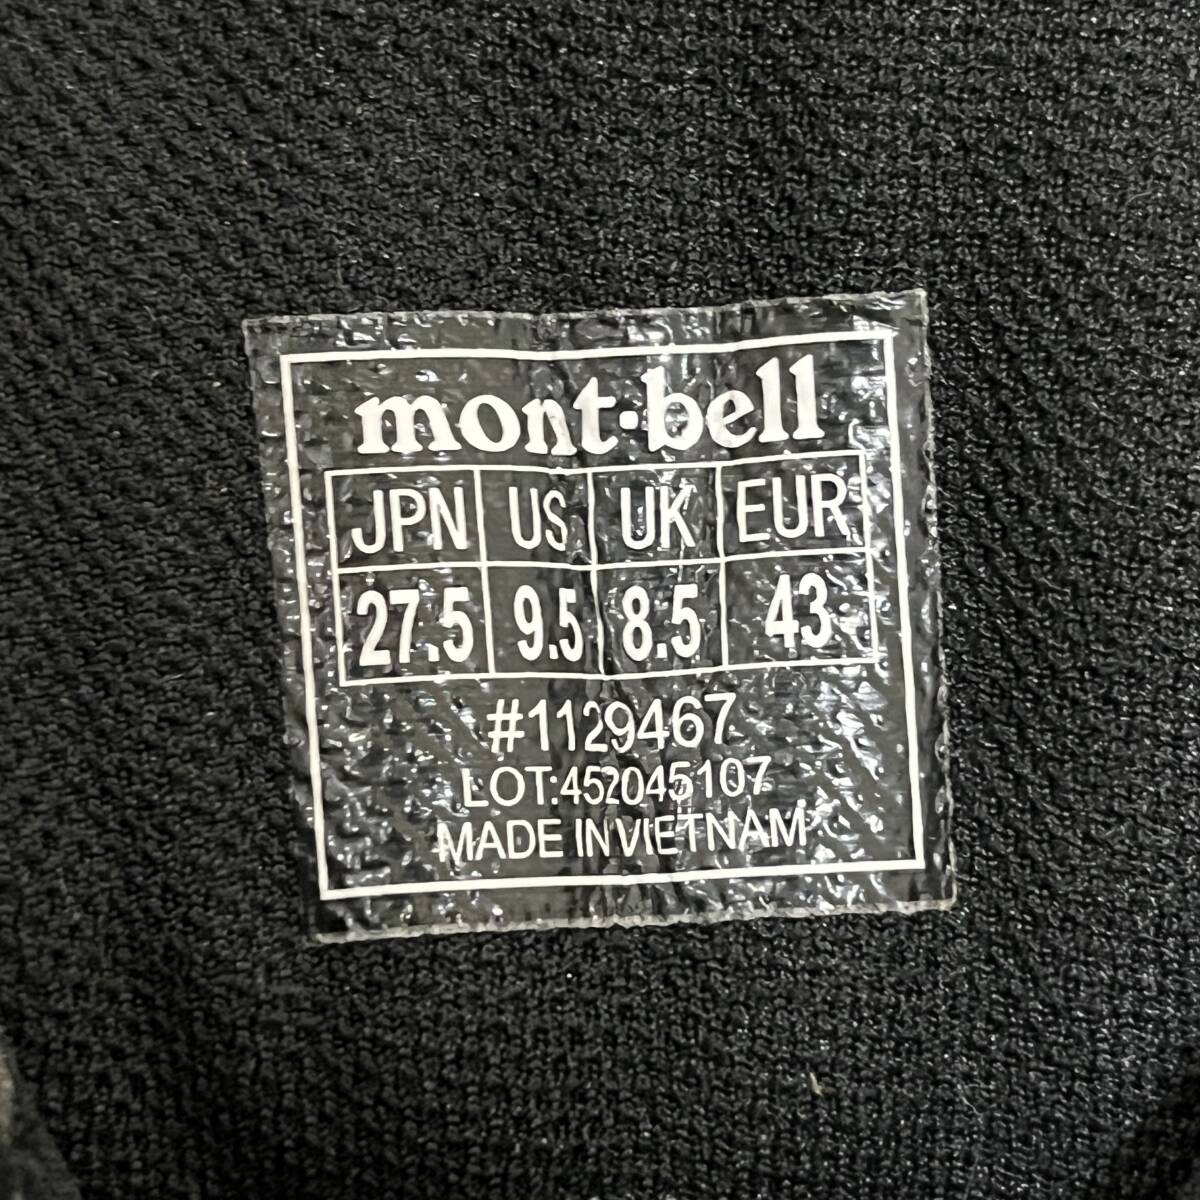 mont-bell
JPN US UK EUR
27.5 9.5 8.5 43
#1129467
LOT:452045107
MADE IN VIETNAM